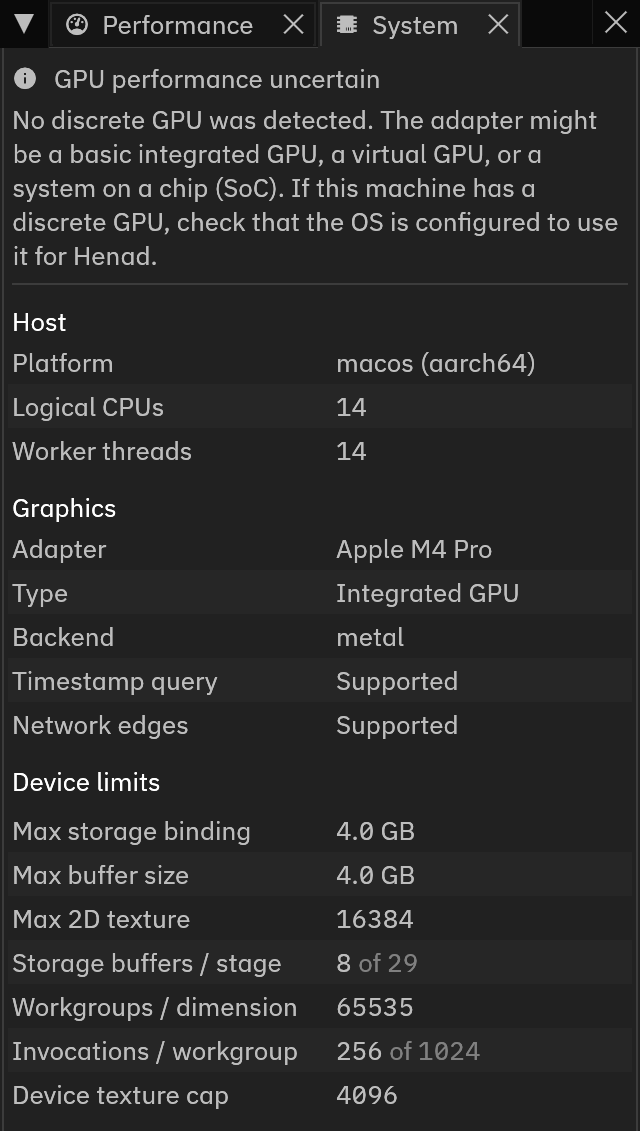 Performance System
GPU performance uncertain
No discrete GPU was detected. The adapter might
be a basic integrated GPU, a virtual GPU, or a
system on a chip (SoC). If this machine has a
discrete GPU, check that the OS is configured to use
it for Henad.
Host
Platform macos (aarch64)
Logical CPUs 14
Worker threads 14
Graphics
Adapter Apple M4 Pro
Type Integrated GPU
Backend metal
Timestamp query Supported
Network edges Supported
Device limits
Max storage binding 4.0 GB
Max buffer size 4.0 GB
Max 2D texture 16384
Storage buffers / stage 8 of 29
Workgroups / dimension 65535
Invocations / workgroup 256 of 1024
Device texture cap 4096